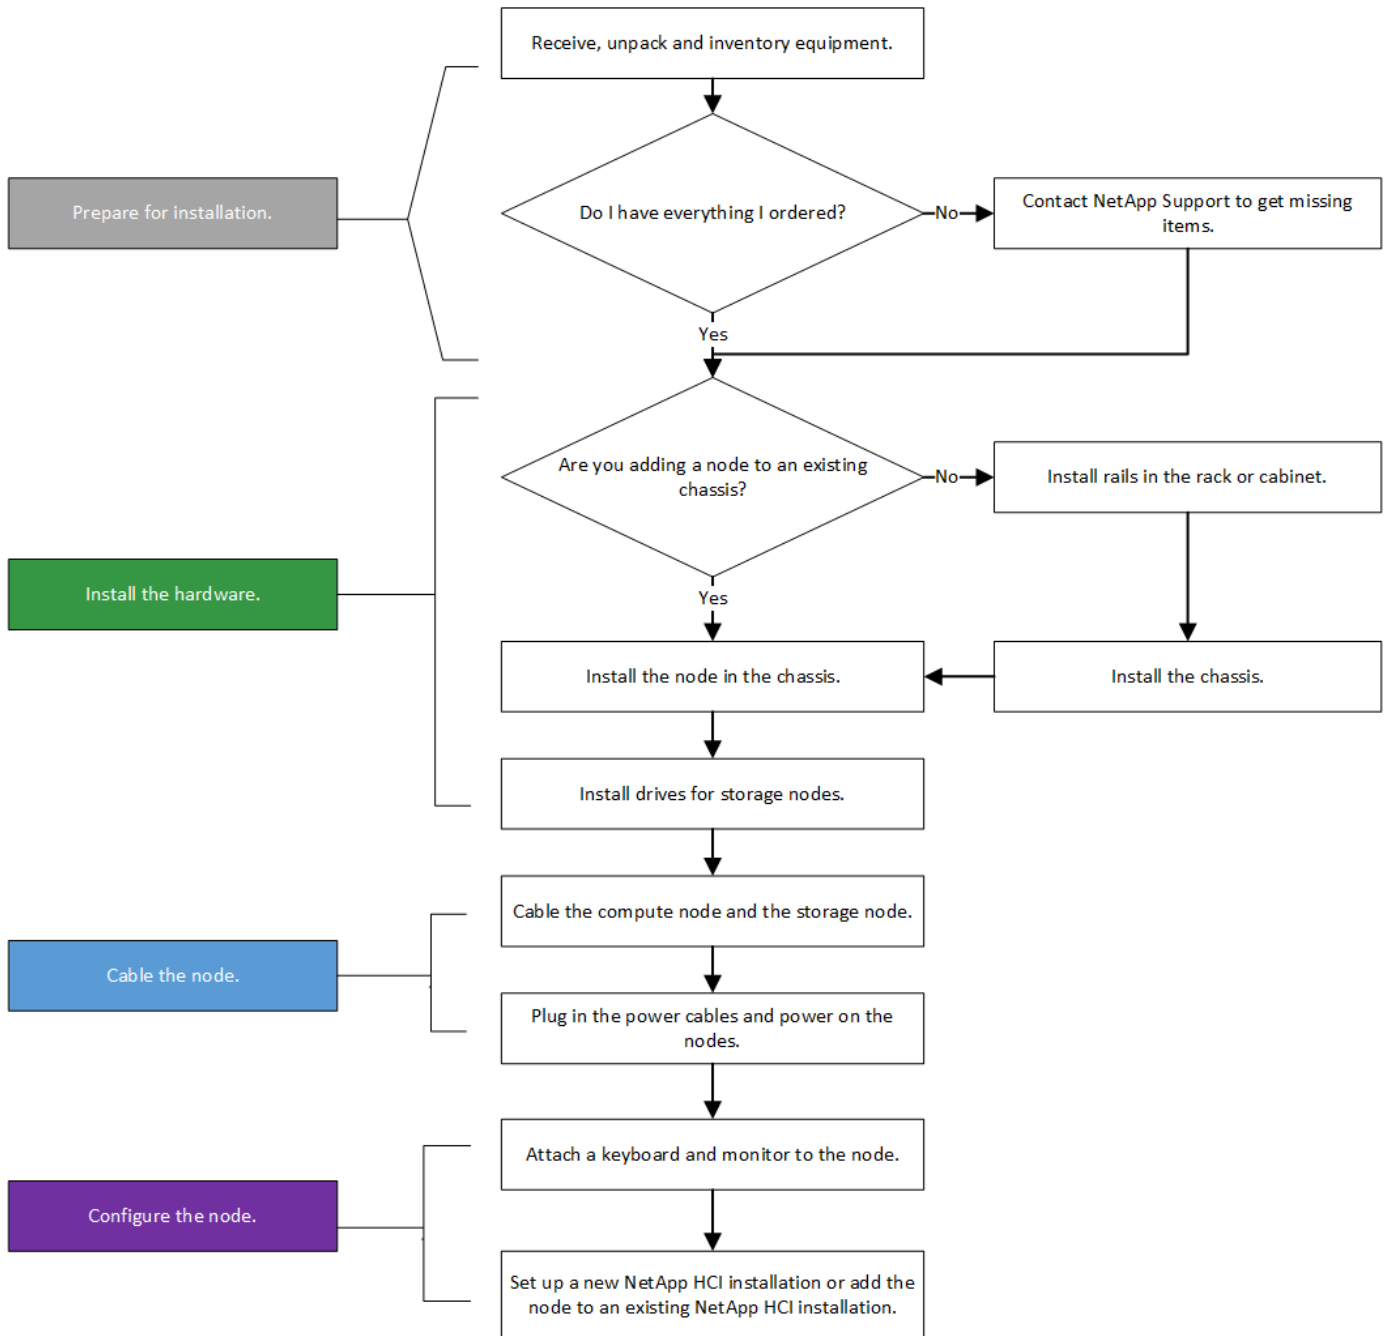 Receive, unpack and inventory equipment.
Prepare for installation.
Do I have everything I ordered?
No
Contact NetApp Support to get missing
items.
Yes
Are you adding a node to an existing
chassis?
No
Install rails in the rack or cabinet.
Install the hardware.
Yes
Install the node in the chassis.
Install the chassis.
Install drives for storage nodes.
Cable the compute node and the storage node.
Cable the node.
Plug in the power cables and power on the
nodes.
Attach a keyboard and monitor to the node.
Configure the node.
Set up a new NetApp HCI installation or add the
node to an existing NetApp HCI installation.